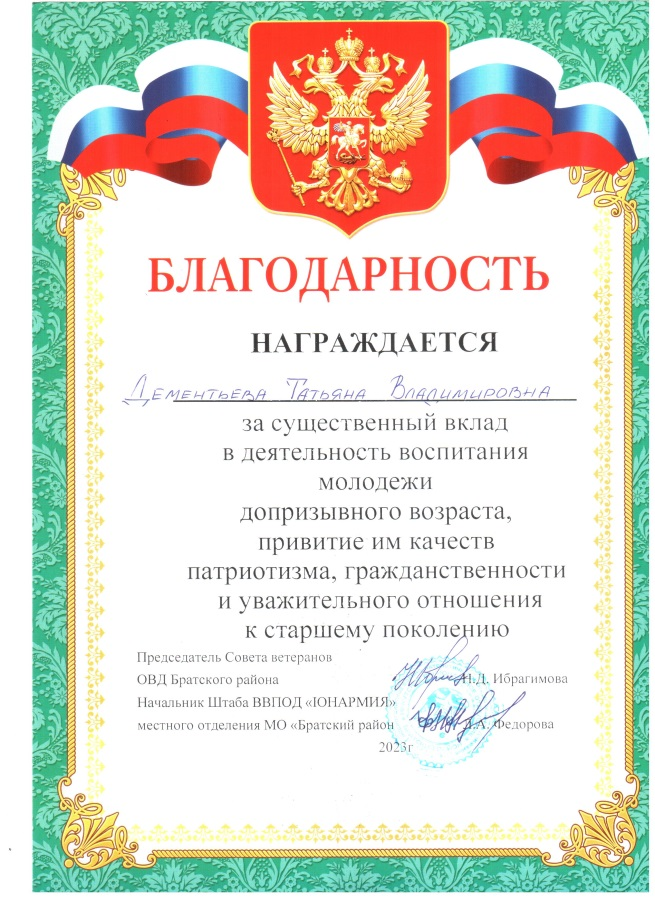 БЛАГОДАРНОСТЬ
НАГРАЖДАЕТСЯ
Дементьева Татьяна Владимировна
за существенный вклад
в деятельность воспитания
молодежи
допризывного возраста,
привитие им качеств
патриотизма, гражданственности
и уважительного отношения
к старшему поколению
Председатель Совета ветеранов
ОВД Братского района Н.Д. Ибрагимова
Начальник Штаба ВВПОД «ЮНАРМИЯ»
местного отделения МО «Братский район Федорова
2023г